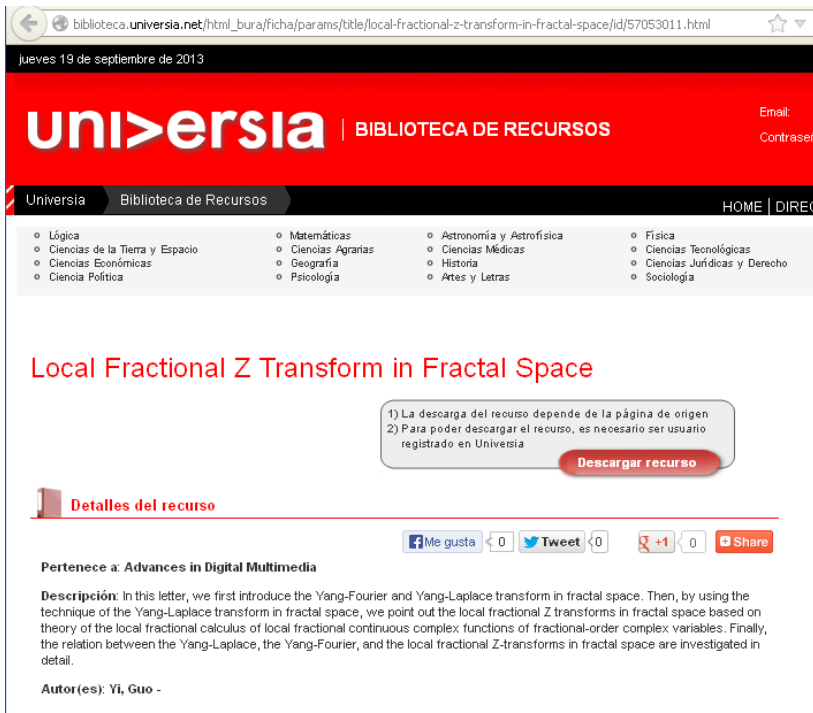 biblioteca.universia.net/html_bura/ficha/params/title/local-fractional-z-transform-in-fractal-space/id/57053011.html
jueves 19 de septiembre de 2013
uni>ersia | BIBLIOTECA DE RECURSOS
Email:
Contraseñ
Universia Biblioteca de Recursos
HOME | DIREC
Lógica Matemáticas Astronomía y Astrofísica Física
Ciencias de la Tierra y Espacio Ciencias Agrarias Ciencias Médicas Ciencias Tecnológicas
Ciencias Económicas Geografía Historia Ciencias Jurídicas y Derecho
Ciencia Política Psicología Artes y Letras Sociología
Local Fractional Z Transform in Fractal Space
1) La descarga del recurso depende de la página de origen
2) Para poder descargar el recurso, es necesario ser usuario
registrado en Universia
Descargar recurso
Detalles del recurso
Me gusta 0 Tweet 0 +1 0 Share
Pertenece a: Advances in Digital Multimedia
Descripción: In this letter, we first introduce the Yang-Fourier and Yang-Laplace transform in fractal space. Then, by using the
technique of the Yang-Laplace transform in fractal space, we point out the local fractional Z transforms in fractal space based on
theory of the local fractional calculus of local fractional continuous complex functions of fractional-order complex variables. Finally,
the relation between the Yang-Laplace, the Yang-Fourier, and the local fractional Z-transforms in fractal space are investigated in
detail.
Autor(es): Yi, Guo -